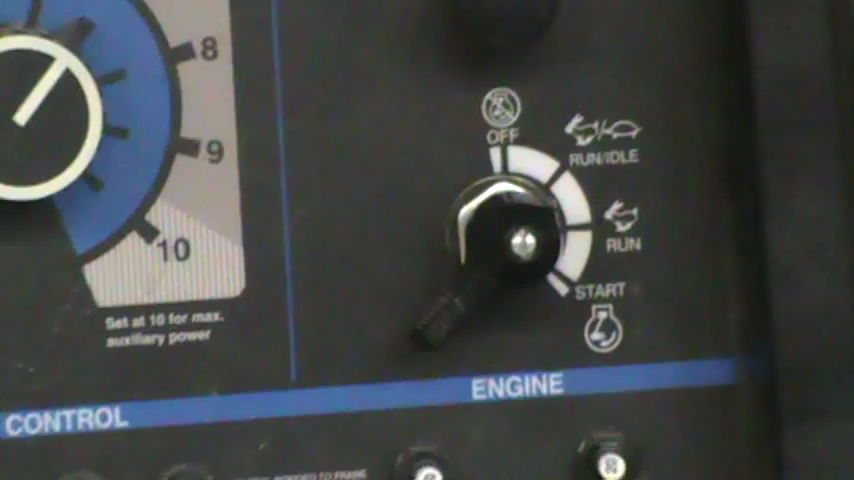 8
9
10
Set at 10 for max.
auxiliary power
OFF
RUN/IDLE
RUN
START
ENGINE
CONTROL